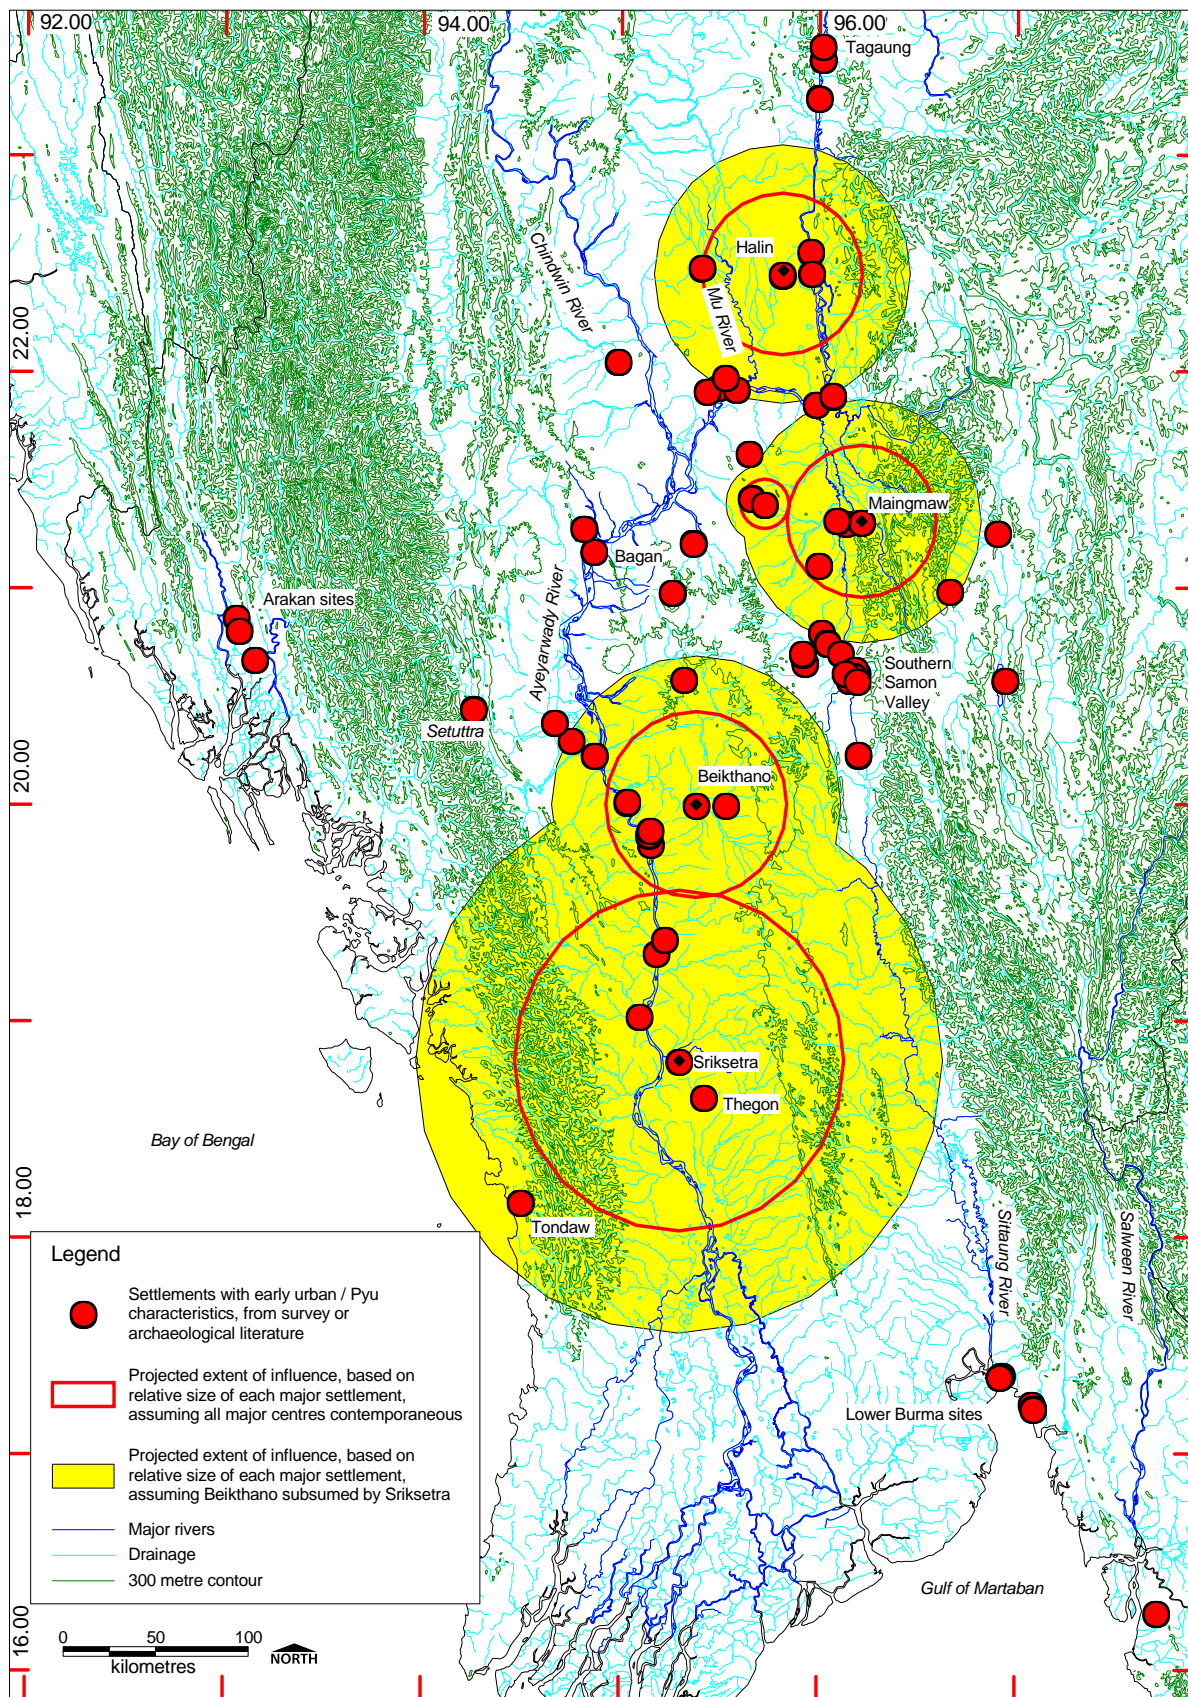 92.00
94.00
96.00
Tagaung
Halin
Chindwin River
Mu River
22.00
Maingmaw
Bagan
Arakan sites
Ayeyarwady River
Southern
Samon
Valley
Setuttra
20.00
Beikthano
Sriksetra
Thegon
Bay of Bengal
18.00
Tondaw
Sittaung River
Salween River
Legend
Settlements with early urban / Pyu
characteristics, from survey or
archaeological literature
Projected extent of influence, based on
relative size of each major settlement,
assuming all major centres contemporaneous
Lower Burma sites
Projected extent of influence, based on
relative size of each major settlement,
assuming Beikthano subsumed by Sriksetra
Major rivers
Drainage
300 metre contour
Gulf of Martaban
16.00
0 50 100
kilometres
NORTH